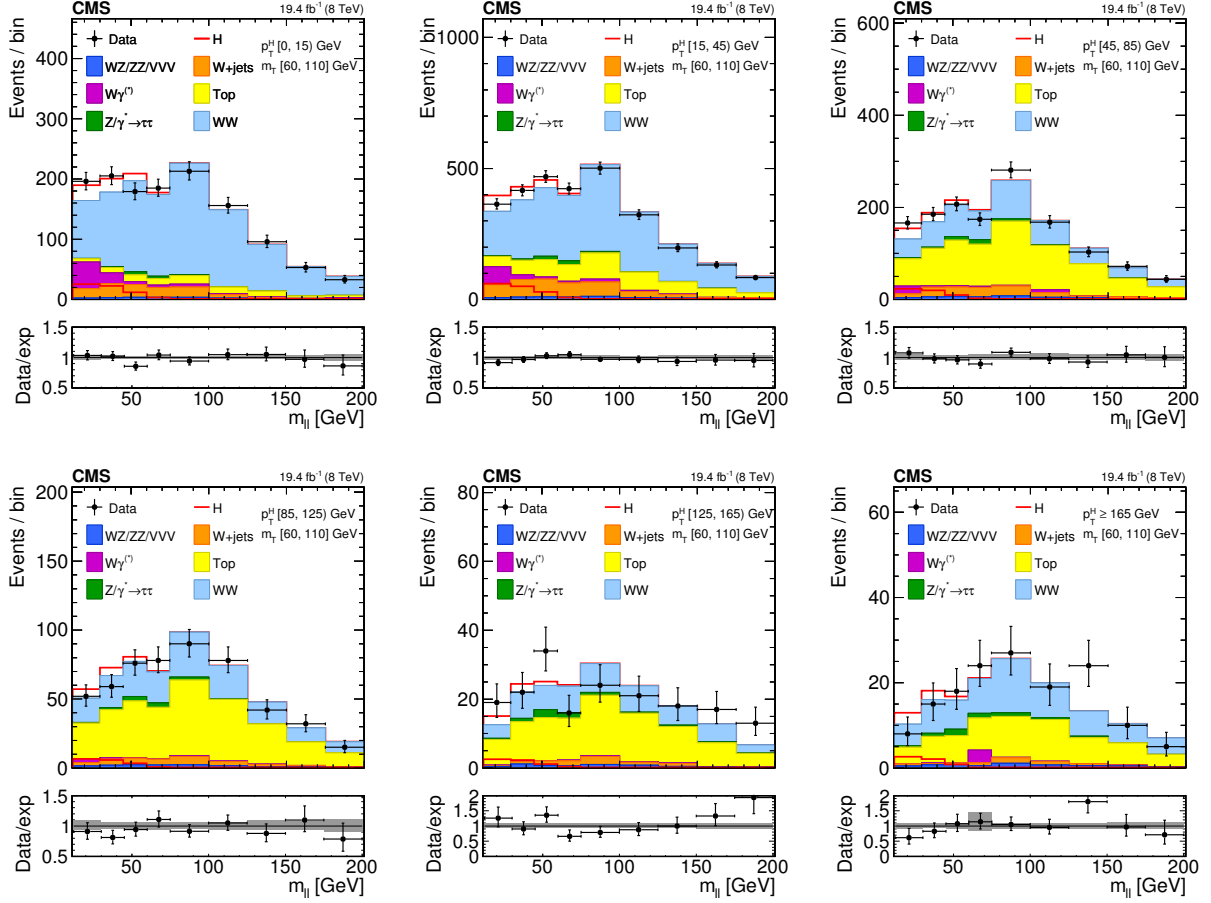 CMS 19.4 fb⁻¹ (8 TeV)
Events / bin
400
300
200
100
0
Data
H
p_T^H [0, 15) GeV
m_T [60, 110] GeV
WZ/ZZ/VVV
W+jets
Wγ^(*)
Top
Z/γ* →ττ
WW
Data/exp
1.5
1
0.5
50 100 150 200
m_ll [GeV]
CMS 19.4 fb⁻¹ (8 TeV)
Events / bin
1000
500
0
Data
H
p_T^H [15, 45) GeV
m_T [60, 110] GeV
WZ/ZZ/VVV
W+jets
Wγ^(*)
Top
Z/γ* →ττ
WW
Data/exp
1.5
1
0.5
50 100 150 200
m_ll [GeV]
CMS 19.4 fb⁻¹ (8 TeV)
Events / bin
600
400
200
0
Data
H
p_T^H [45, 85) GeV
m_T [60, 110] GeV
WZ/ZZ/VVV
W+jets
Wγ^(*)
Top
Z/γ* →ττ
WW
Data/exp
1.5
1
0.5
50 100 150 200
m_ll [GeV]
CMS 19.4 fb⁻¹ (8 TeV)
Events / bin
200
150
100
50
0
Data
H
p_T^H [85, 125) GeV
m_T [60, 110] GeV
WZ/ZZ/VVV
W+jets
Wγ^(*)
Top
Z/γ* →ττ
WW
Data/exp
1.5
1
0.5
50 100 150 200
m_ll [GeV]
CMS 19.4 fb⁻¹ (8 TeV)
Events / bin
80
60
40
20
0
Data
H
p_T^H [125, 165) GeV
m_T [60, 110] GeV
WZ/ZZ/VVV
W+jets
Wγ^(*)
Top
Z/γ* →ττ
WW
Data/exp
2
1.5
1
0.5
0
50 100 150 200
m_ll [GeV]
CMS 19.4 fb⁻¹ (8 TeV)
Events / bin
60
40
20
0
Data
H
p_T^H ≥ 165 GeV
m_T [60, 110] GeV
WZ/ZZ/VVV
W+jets
Wγ^(*)
Top
Z/γ* →ττ
WW
Data/exp
2
1.5
1
0.5
0
50 100 150 200
m_ll [GeV]